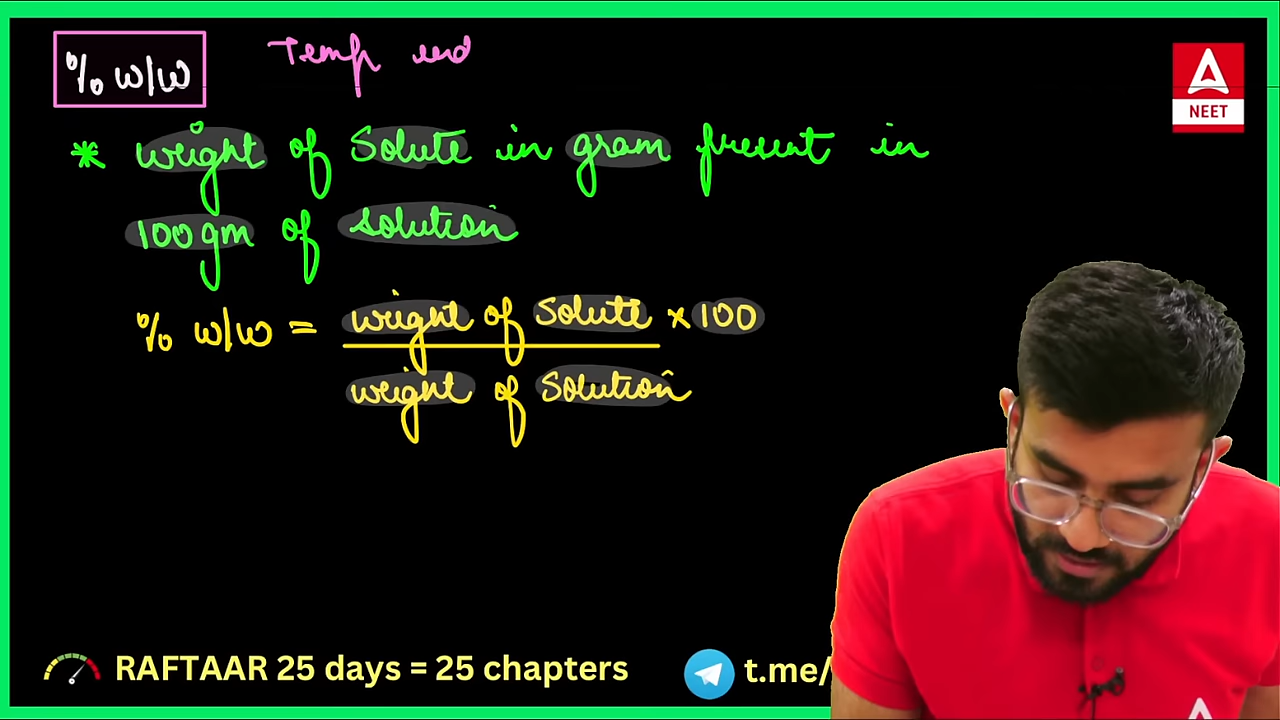 % w/w Temp ind
* weight of Solute in gram present in
100 gm of solution
% w/w = weight of Solute × 100
weight of Solution
A
NEET
RAFTAAR 25 days = 25 chapters
t.me/